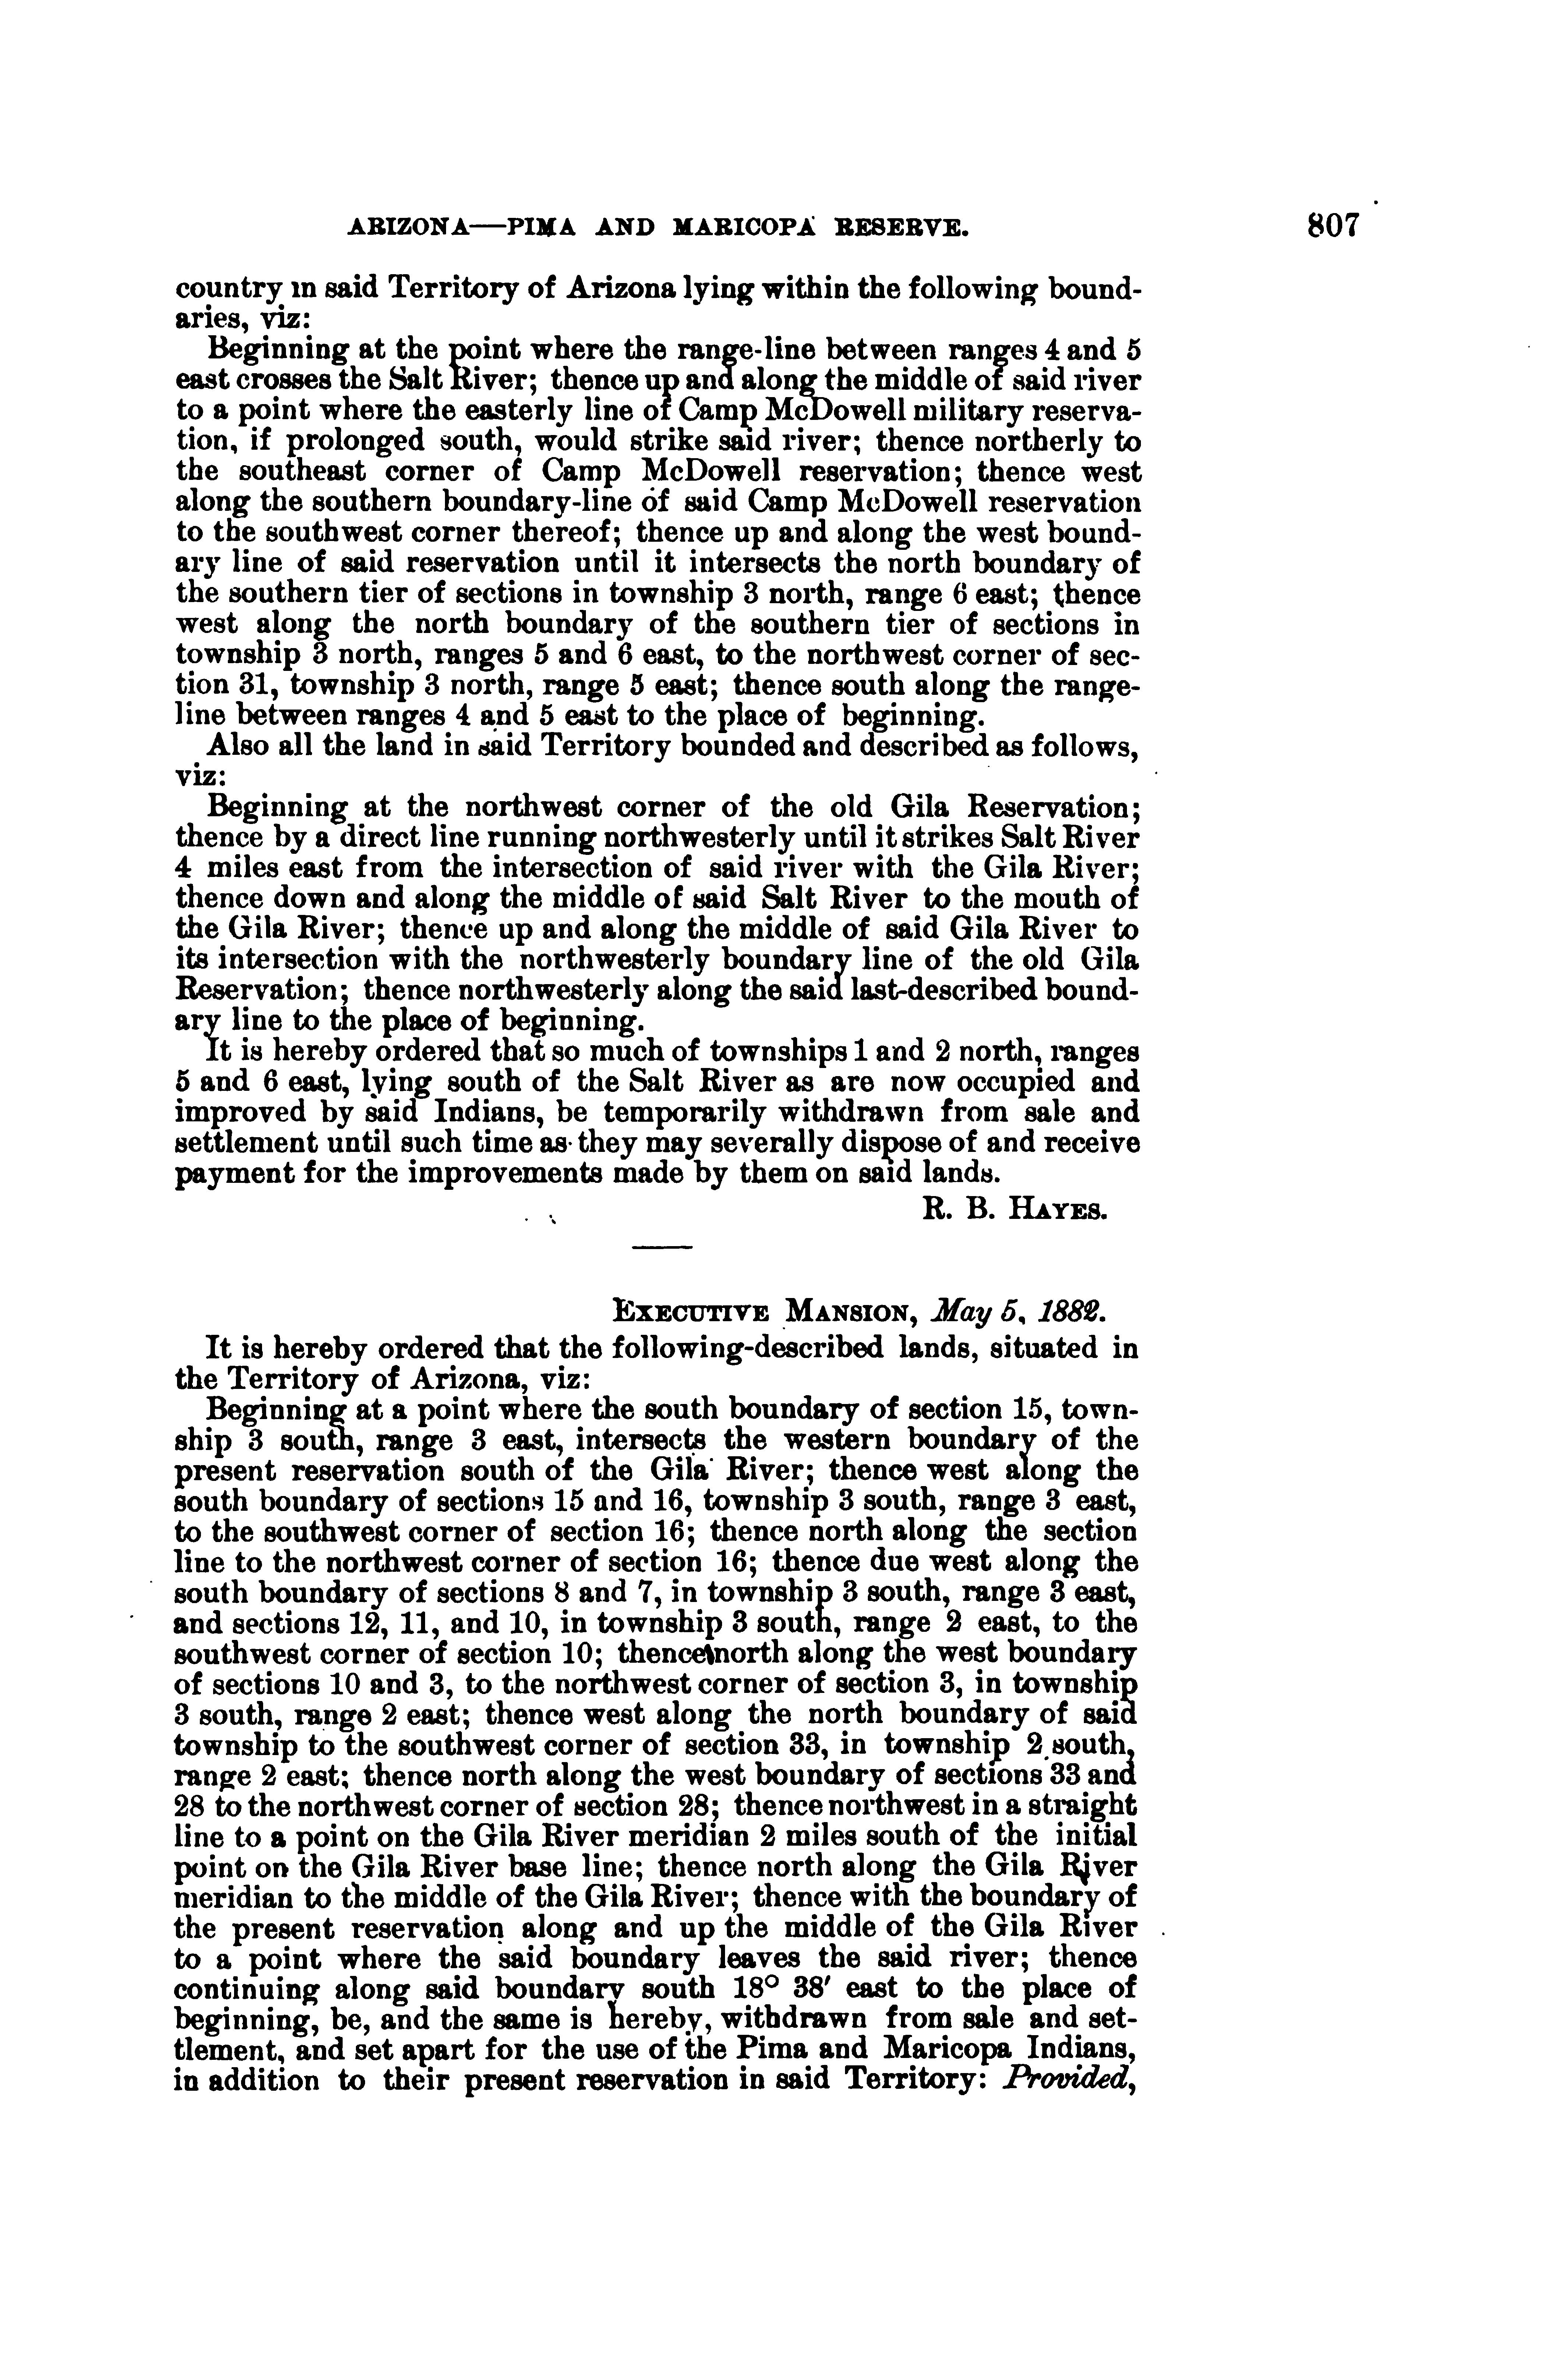 ARIZONA—PIMA AND MARICOPA RESERVE. 807
country in said Territory of Arizona lying within the following bound-
aries, viz:
Beginning at the point where the range-line between ranges 4 and 5
east crosses the Salt River; thence up and along the middle of said river
to a point where the easterly line of Camp McDowell military reserva-
tion, if prolonged south, would strike said river; thence northerly to
the southeast corner of Camp McDowell reservation; thence west
along the southern boundary-line of said Camp McDowell reservation
to the southwest corner thereof; thence up and along the west bound-
ary line of said reservation until it intersects the north boundary of
the southern tier of sections in township 3 north, range 6 east; thence
west along the north boundary of the southern tier of sections in
township 3 north, ranges 5 and 6 east, to the northwest corner of sec-
tion 31, township 3 north, range 5 east; thence south along the range-
line between ranges 4 and 5 east to the place of beginning.
Also all the land in said Territory bounded and described as follows,
viz:
Beginning at the northwest corner of the old Gila Reservation;
thence by a direct line running northwesterly until it strikes Salt River
4 miles east from the intersection of said river with the Gila River;
thence down and along the middle of said Salt River to the mouth of
the Gila River; thence up and along the middle of said Gila River to
its intersection with the northwesterly boundary line of the old Gila
Reservation; thence northwesterly along the said last-described bound-
ary line to the place of beginning.
It is hereby ordered that so much of townships 1 and 2 north, ranges
5 and 6 east, lying south of the Salt River as are now occupied and
improved by said Indians, be temporarily withdrawn from sale and
settlement until such time as they may severally dispose of and receive
payment for the improvements made by them on said lands.
R. B. HAYES.
EXECUTIVE MANSION, May 5, 1882.
It is hereby ordered that the following-described lands, situated in
the Territory of Arizona, viz:
Beginning at a point where the south boundary of section 15, town-
ship 3 south, range 3 east, intersects the western boundary of the
present reservation south of the Gila River; thence west along the
south boundary of sections 15 and 16, township 3 south, range 3 east,
to the southwest corner of section 16; thence north along the section
line to the northwest corner of section 16; thence due west along the
south boundary of sections 8 and 7, in township 3 south, range 3 east,
and sections 12, 11, and 10, in township 3 south, range 2 east, to the
southwest corner of section 10; thence north along the west boundary
of sections 10 and 3, to the northwest corner of section 3, in township
3 south, range 2 east; thence west along the north boundary of said
township to the southwest corner of section 33, in township 2 south,
range 2 east; thence north along the west boundary of sections 33 and
28 to the northwest corner of section 28; thence northwest in a straight
line to a point on the Gila River meridian 2 miles south of the initial
point on the Gila River base line; thence north along the Gila River
meridian to the middle of the Gila River; thence with the boundary of
the present reservation along and up the middle of the Gila River
to a point where the said boundary leaves the said river; thence
continuing along said boundary south 18° 38′ east to the place of
beginning, be, and the same is hereby, withdrawn from sale and set-
tlement, and set apart for the use of the Pima and Maricopa Indians,
in addition to their present reservation in said Territory: Provided,